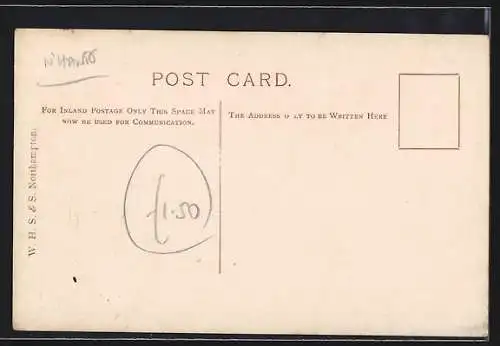 N'HANTS
POST CARD.
FOR INLAND POSTAGE ONLY THIS SPACE MAY
NOW BE USED FOR COMMUNICATION.
THE ADDRESS O LY TO BE WRITTEN HERE
£1.50
W. H. S. & S. Northampton.